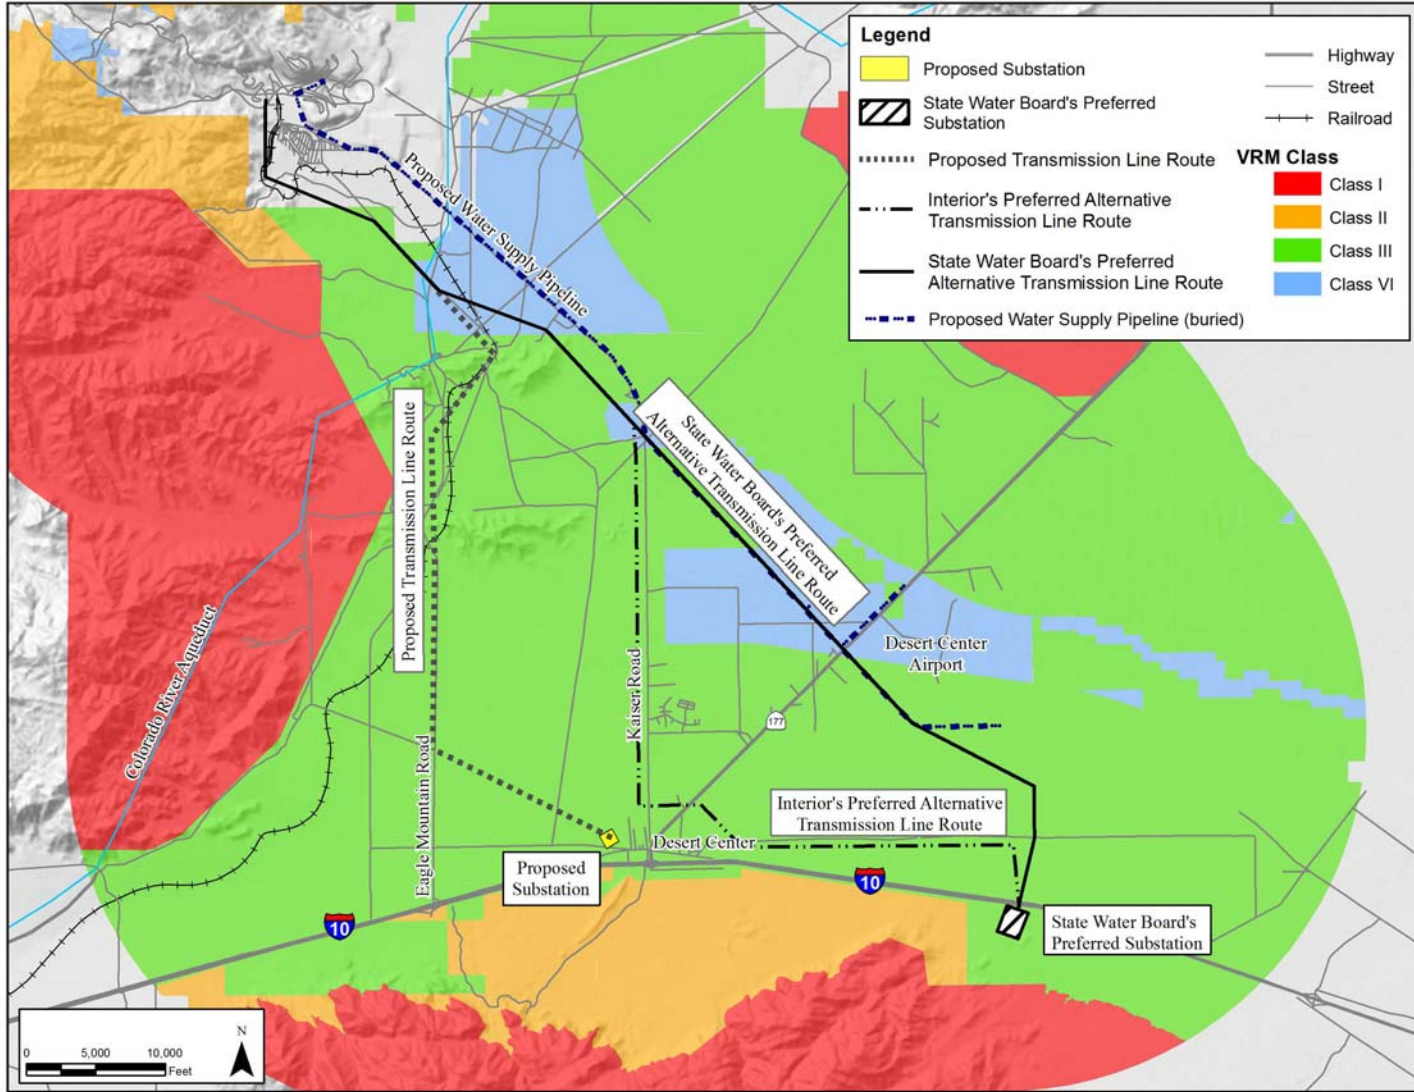 Legend
Proposed Substation
State Water Board's Preferred
Substation
Proposed Transmission Line Route
Interior's Preferred Alternative
Transmission Line Route
State Water Board's Preferred
Alternative Transmission Line Route
Proposed Water Supply Pipeline (buried)
Highway
Street
Railroad
VRM Class
Class I
Class II
Class III
Class VI
Proposed Water Supply Pipeline
State Water Board's Preferred
Alternative Transmission Line Route
Proposed Transmission Line Route
Colorado River Aqueduct
Kaiser Road
Eagle Mountain Road
Desert Center
Airport
177
Interior's Preferred Alternative
Transmission Line Route
Desert Center
Proposed
Substation
10
10
State Water Board's
Preferred Substation
N
0 5,000 10,000
Feet